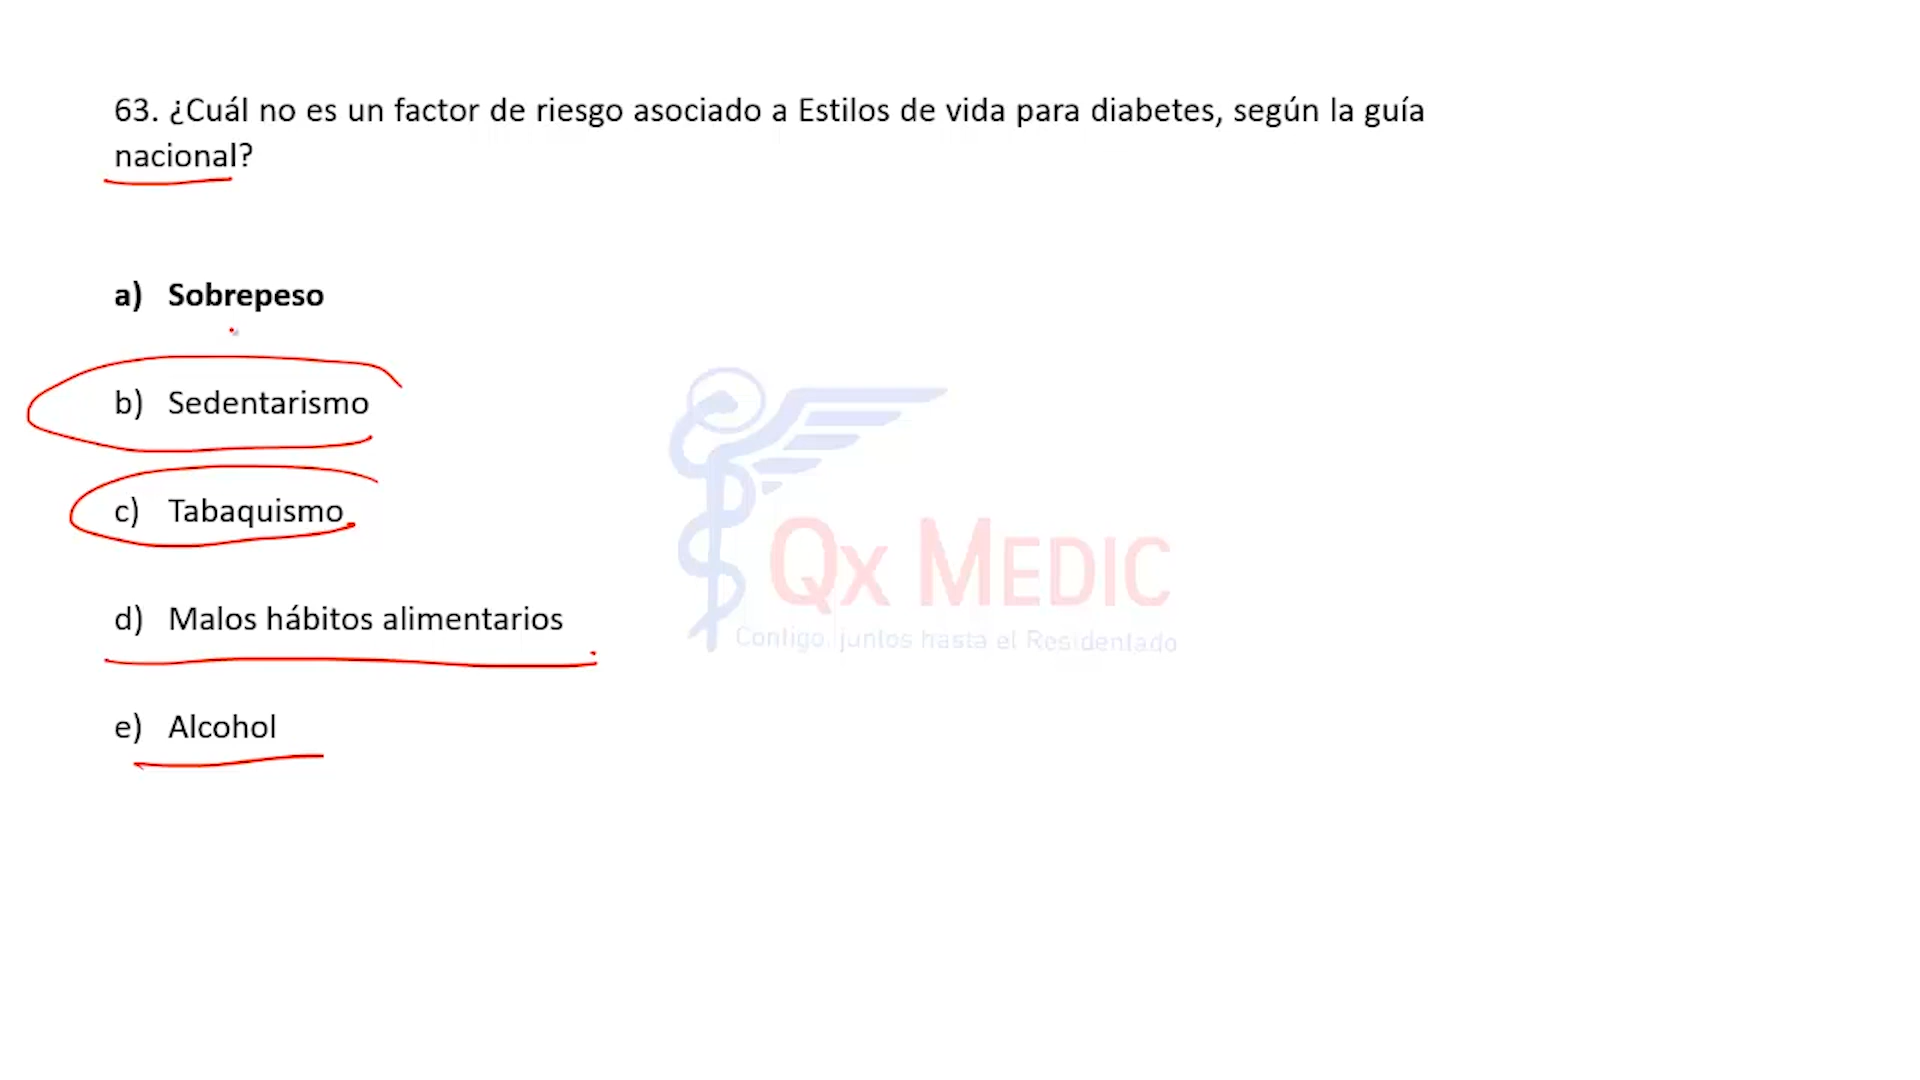 63. ¿Cuál no es un factor de riesgo asociado a Estilos de vida para diabetes, según la guía
nacional?
a) Sobrepeso
b) Sedentarismo
c) Tabaquismo
d) Malos hábitos alimentarios
e) Alcohol
Qx MEDIC
Contigo, juntos hasta el Residentado